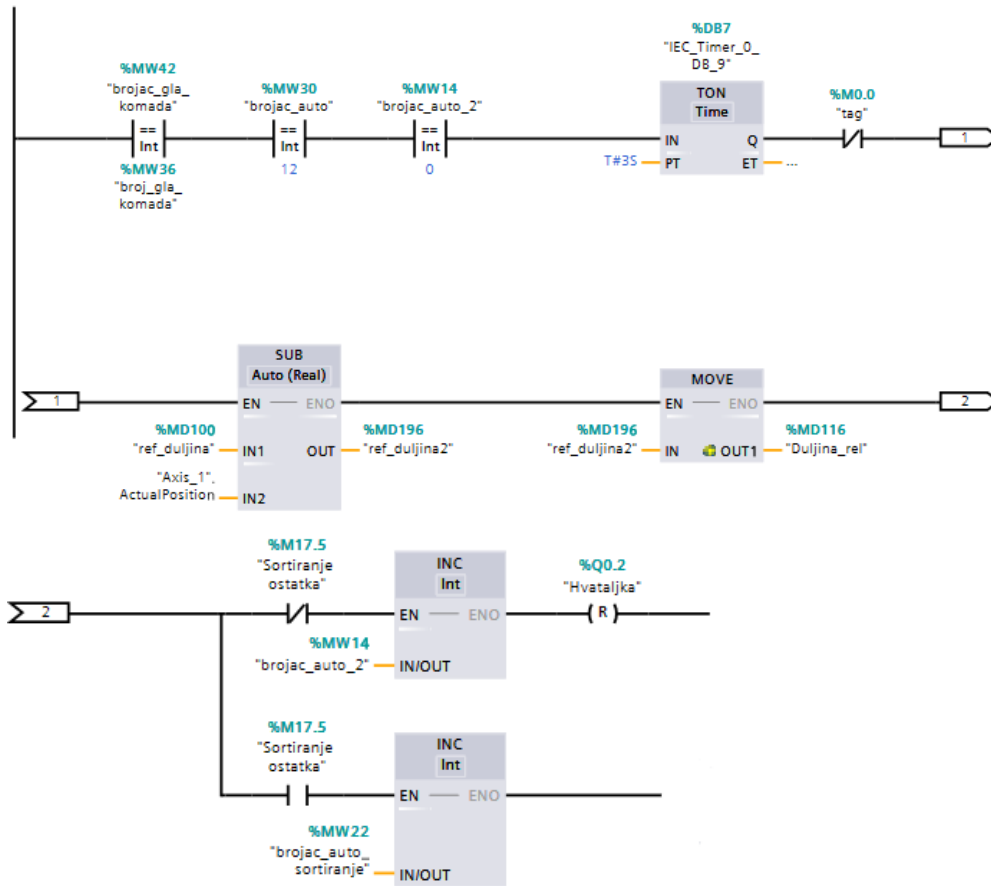 %DB7
"IEC_Timer_0_
DB_9"
%MW42
"brojac_gla_
komada"
==
Int
%MW36
"broj_gla_
komada"
%MW30
"brojac_auto"
==
Int
12
%MW14
"brojac_auto_2"
==
Int
0
TON
Time
IN
Q
T#3S
PT
ET
...
%M0.0
"tag"
1
1
SUB
Auto (Real)
EN
ENO
%MD100
"ref_duljina"
IN1
OUT
%MD196
"ref_duljina2"
"Axis_1".
ActualPosition
IN2
MOVE
EN
ENO
%MD196
"ref_duljina2"
IN
OUT1
%MD116
"Duljina_rel"
2
2
%M17.5
"Sortiranje
ostatka"
INC
Int
EN
ENO
%MW14
"brojac_auto_2"
IN/OUT
%Q0.2
"Hvataljka"
R
%M17.5
"Sortiranje
ostatka"
INC
Int
EN
ENO
%MW22
"brojac_auto_
sortiranje"
IN/OUT